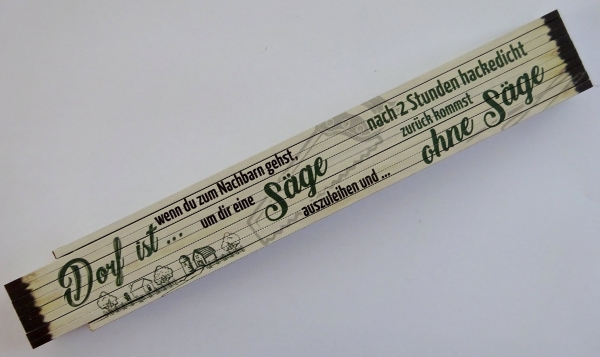 Dorf ist ...
wenn du zum Nachbarn gehst,
um dir eine
Säge
auszuleihen und ...
nach 2 Stunden hackedicht
zurück kommst
ohne Säge